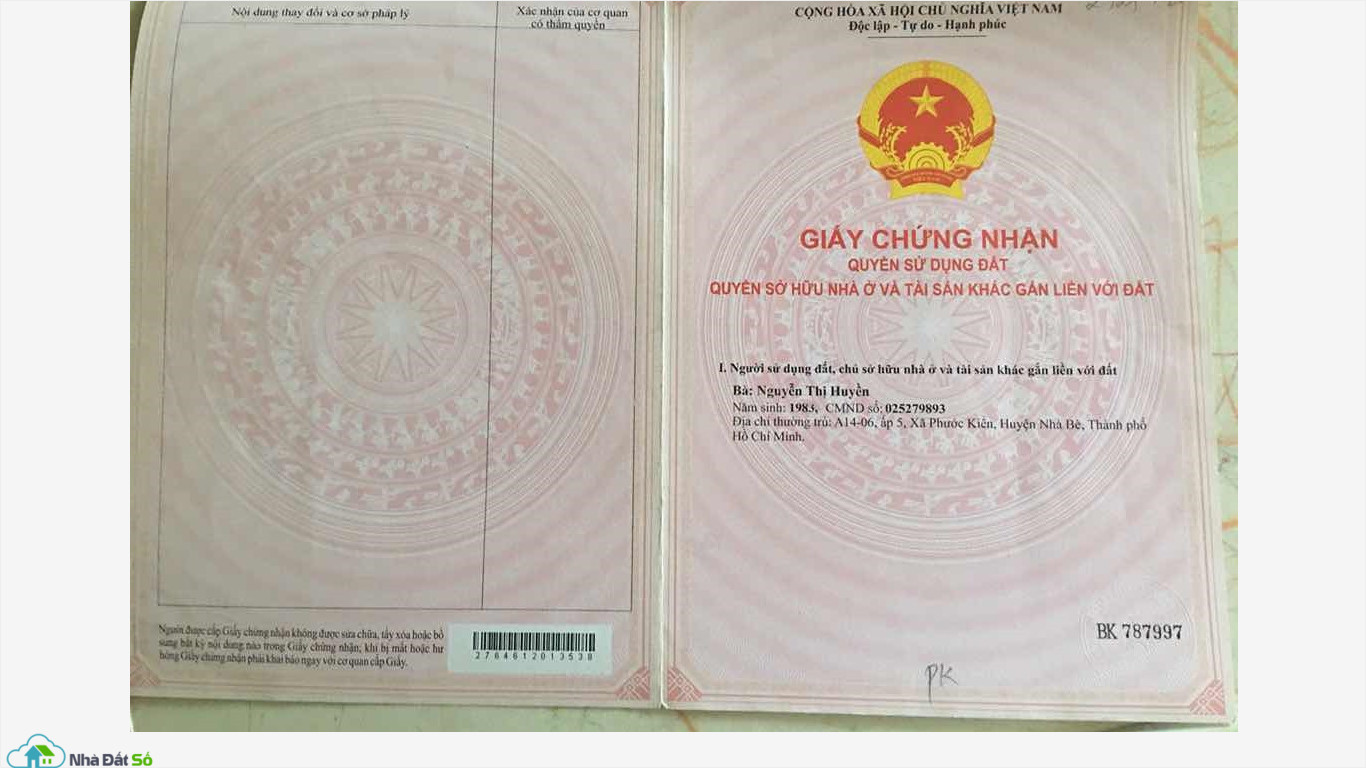 Nội dung thay đổi và cơ sở pháp lý
Xác nhận của cơ quan
có thẩm quyền
Người được cấp Giấy chứng nhận không được sửa chữa, tẩy xóa hoặc bổ
sung bất kỳ nội dung nào trong Giấy chứng nhận; khi bị mất hoặc hư
hỏng Giấy chứng nhận phải khai báo ngay với cơ quan cấp Giấy.
2764612013538
CỘNG HÒA XÃ HỘI CHỦ NGHĨA VIỆT NAM
Độc lập - Tự do - Hạnh phúc
GIẤY CHỨNG NHẬN
QUYỀN SỬ DỤNG ĐẤT
QUYỀN SỞ HỮU NHÀ Ở VÀ TÀI SẢN KHÁC GẮN LIỀN VỚI ĐẤT
I. Người sử dụng đất, chủ sở hữu nhà ở và tài sản khác gắn liền với đất
Bà: Nguyễn Thị Huyền
Năm sinh: 1983, CMND số: 025279893
Địa chỉ thường trú: A14-06, ấp 5, Xã Phước Kiển, Huyện Nhà Bè, Thành phố
Hồ Chí Minh.
BK 787997
PK
Nhà Đất Số